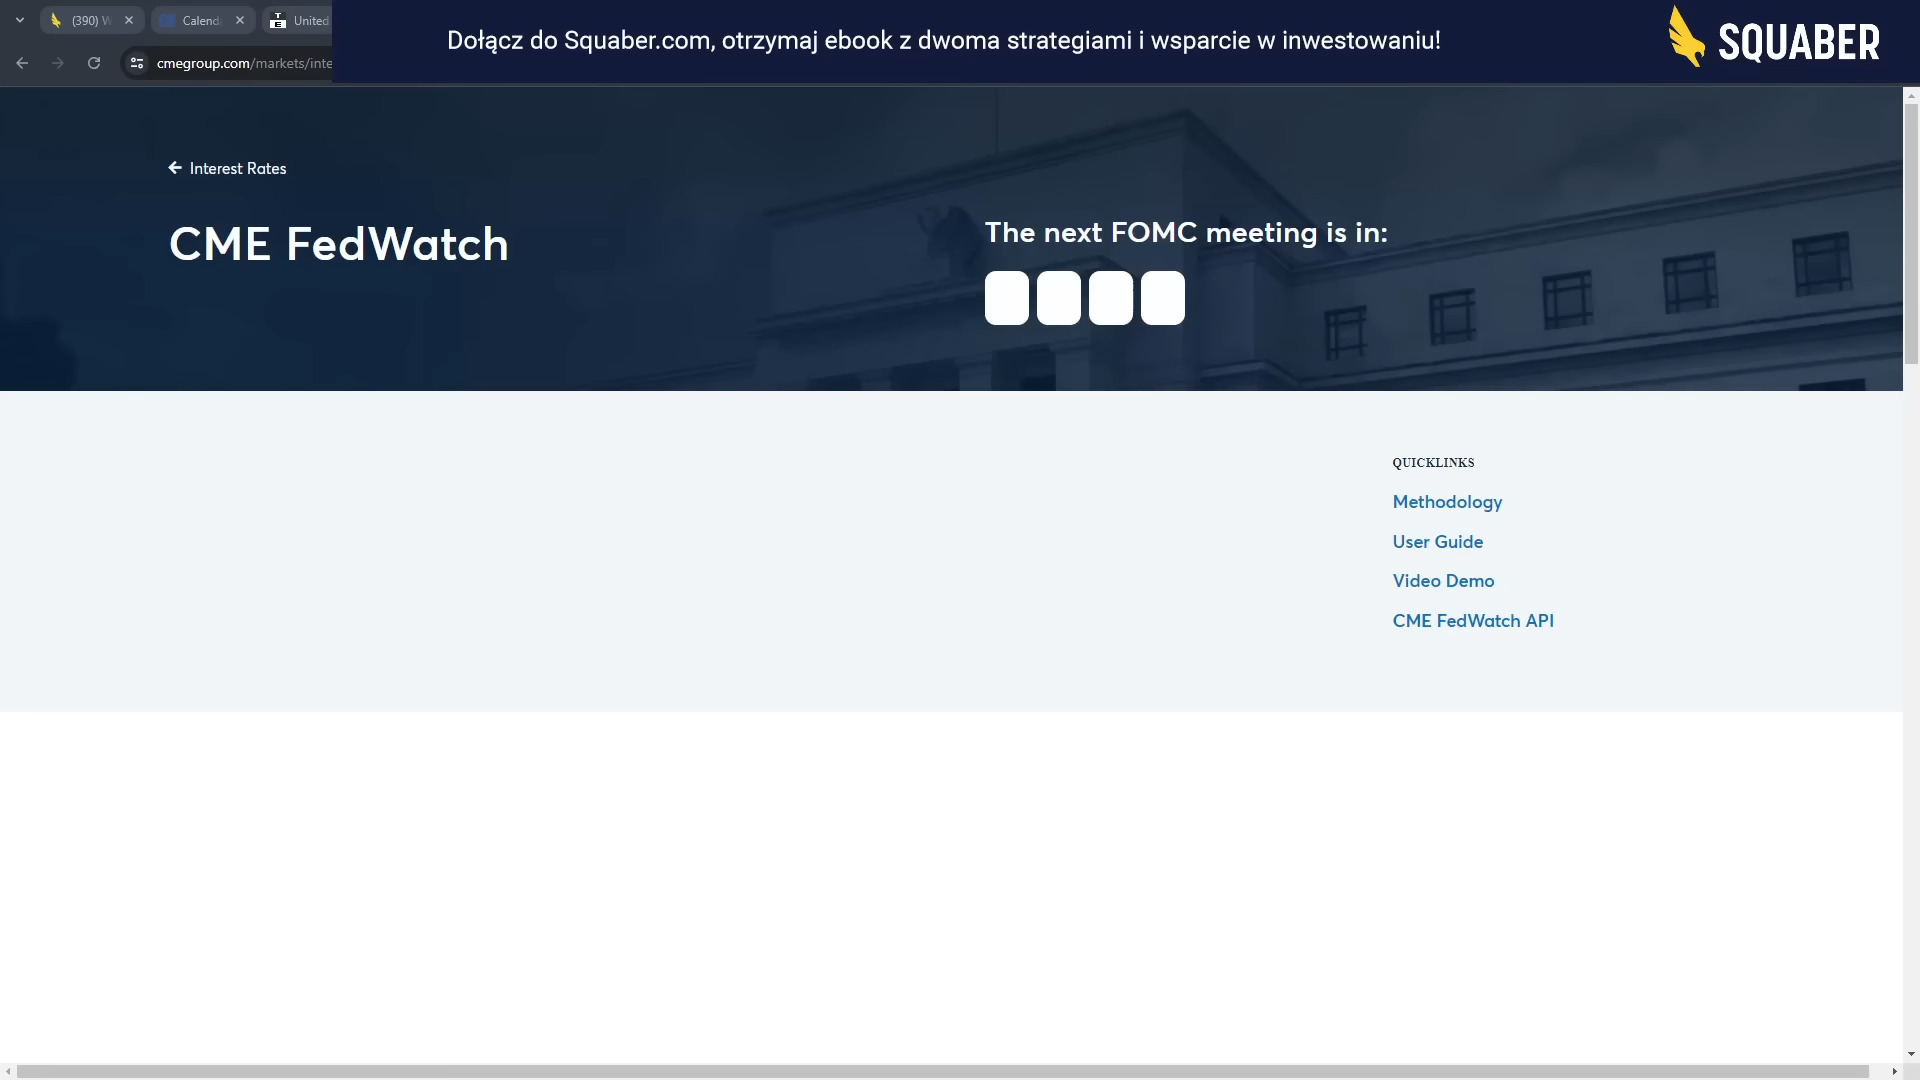 (390) W
Calend
United
cmegroup.com/markets/inte
Dołącz do Squaber.com, otrzymaj ebook z dwoma strategiami i wsparcie w inwestowaniu!
SQUABER
Interest Rates
CME FedWatch
The next FOMC meeting is in:
QUICKLINKS
Methodology
User Guide
Video Demo
CME FedWatch API